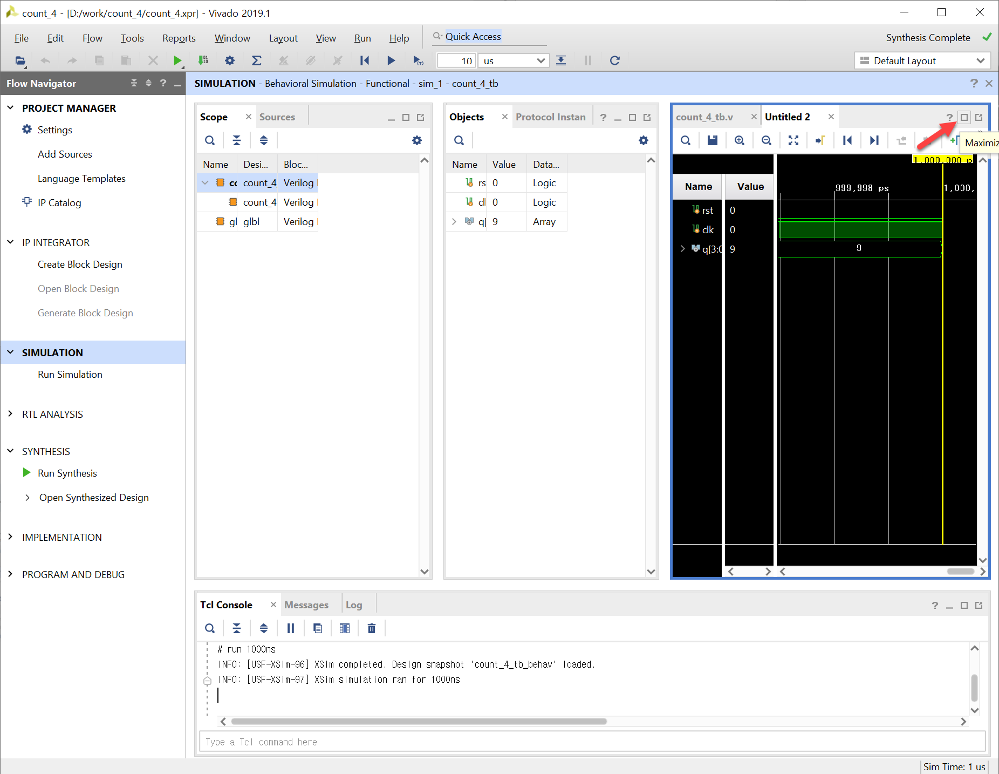 count_4 - [D:/work/count_4/count_4.xpr] - Vivado 2019.1
File Edit Flow Tools Reports Window Layout View Run Help Quick Access Synthesis Complete
10 us Default Layout
Flow Navigator
SIMULATION - Behavioral Simulation - Functional - sim_1 - count_4_tb
PROJECT MANAGER
Settings
Add Sources
Language Templates
IP Catalog
IP INTEGRATOR
Create Block Design
Open Block Design
Generate Block Design
SIMULATION
Run Simulation
RTL ANALYSIS
SYNTHESIS
Run Synthesis
Open Synthesized Design
IMPLEMENTATION
PROGRAM AND DEBUG
Scope Sources
Name Desi... Bloc...
cc count_4_ Verilog
count_4 Verilog
gl glbl Verilog
Objects Protocol Instan
Name Value Data...
rs 0 Logic
cl 0 Logic
q[ 9 Array
count_4_tb.v Untitled 2
Maximiz
1,000,000 p
Name Value 999,998 ps 1,000,
rst 0
clk 0
q[3:0 9 9
Tcl Console Messages Log
# run 1000ns
INFO: [USF-XSim-96] XSim completed. Design snapshot 'count_4_tb_behav' loaded.
INFO: [USF-XSim-97] XSim simulation ran for 1000ns
Type a Tcl command here
Sim Time: 1 us